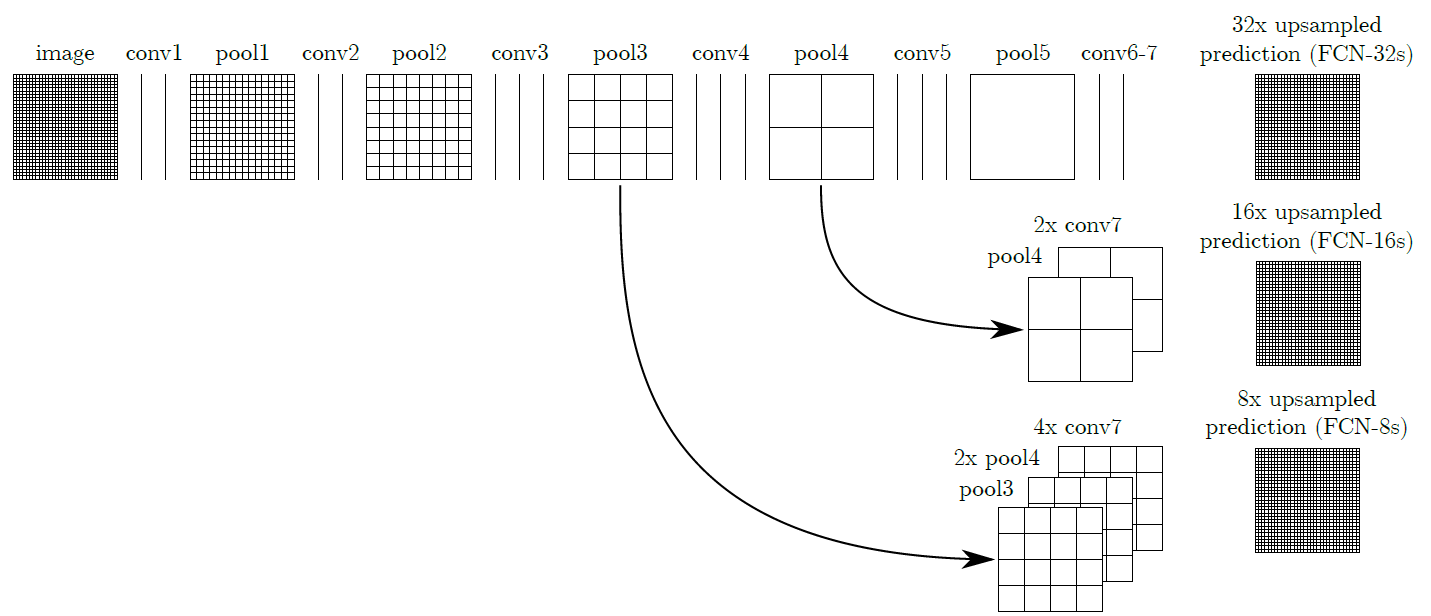 image
conv1
pool1
conv2
pool2
conv3
pool3
conv4
pool4
conv5
pool5
conv6-7
32x upsampled
prediction (FCN-32s)
2x conv7
pool4
16x upsampled
prediction (FCN-16s)
4x conv7
2x pool4
pool3
8x upsampled
prediction (FCN-8s)